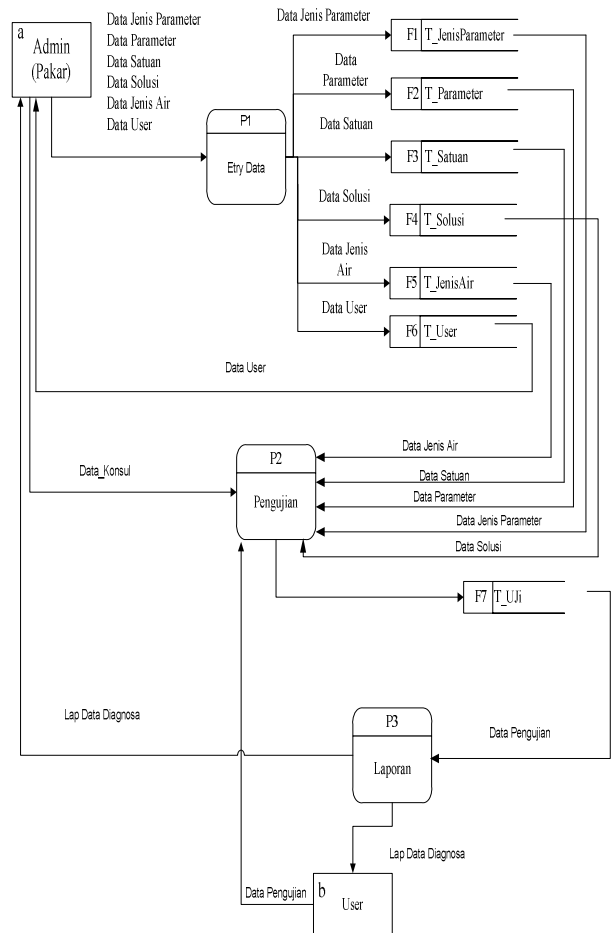 a
Admin
(Pakar)
Data Jenis Parameter
Data Parameter
Data Satuan
Data Solusi
Data Jenis Air
Data User
P1
Etry Data
Data Jenis Parameter
F1 T_JenisParameter
Data
Parameter
F2 T_Parameter
Data Satuan
F3 T_Satuan
Data Solusi
F4 T_Solusi
Data Jenis
Air
F5 T_JenisAir
Data User
F6 T_User
Data User
Data_Konsul
P2
Pengujian
Data Jenis Air
Data Satuan
Data Parameter
Data Jenis Parameter
Data Solusi
F7 T_UJi
Lap Data Diagnosa
P3
Laporan
Data Pengujian
Lap Data Diagnosa
Data Pengujian
b
User